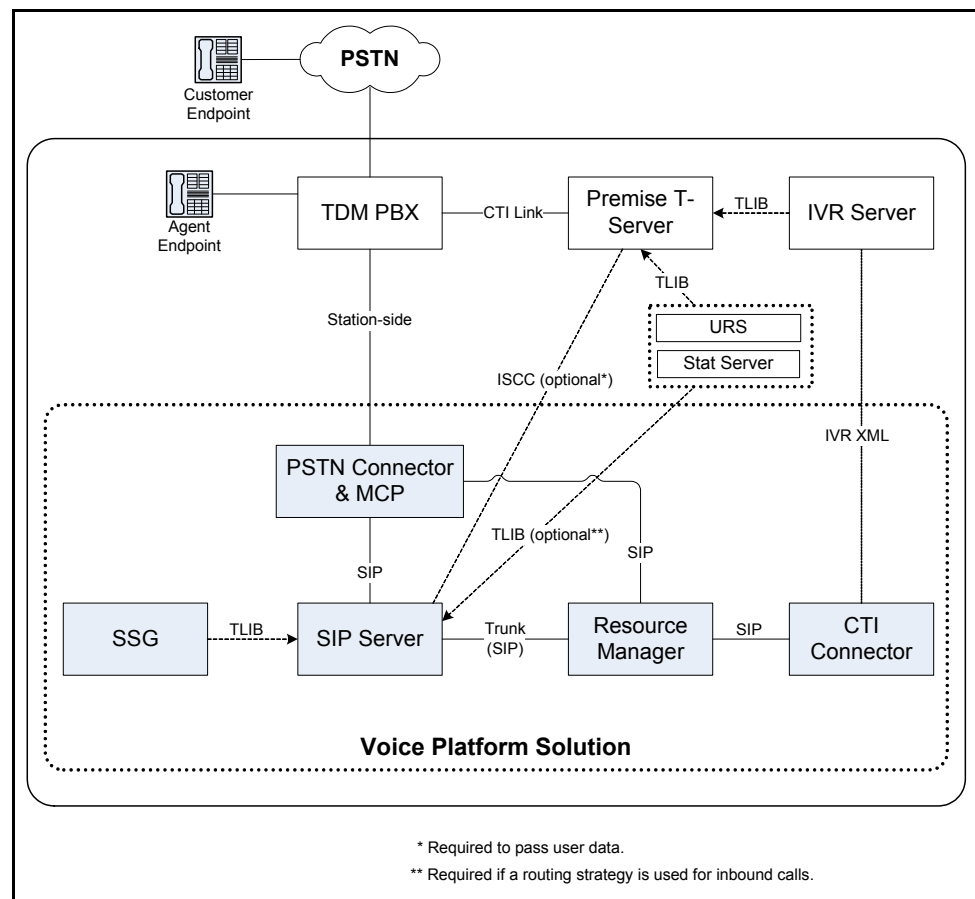 PSTN
Customer
Endpoint
Agent
Endpoint
TDM PBX
CTI Link
Premise T-
Server
TLIB
IVR Server
TLIB
URS
Stat Server
Station-side
ISCC (optional*)
IVR XML
PSTN Connector
& MCP
TLIB (optional**)
SIP
SIP
SSG
TLIB
SIP Server
Trunk
(SIP)
Resource
Manager
SIP
CTI
Connector
Voice Platform Solution
* Required to pass user data.
** Required if a routing strategy is used for inbound calls.